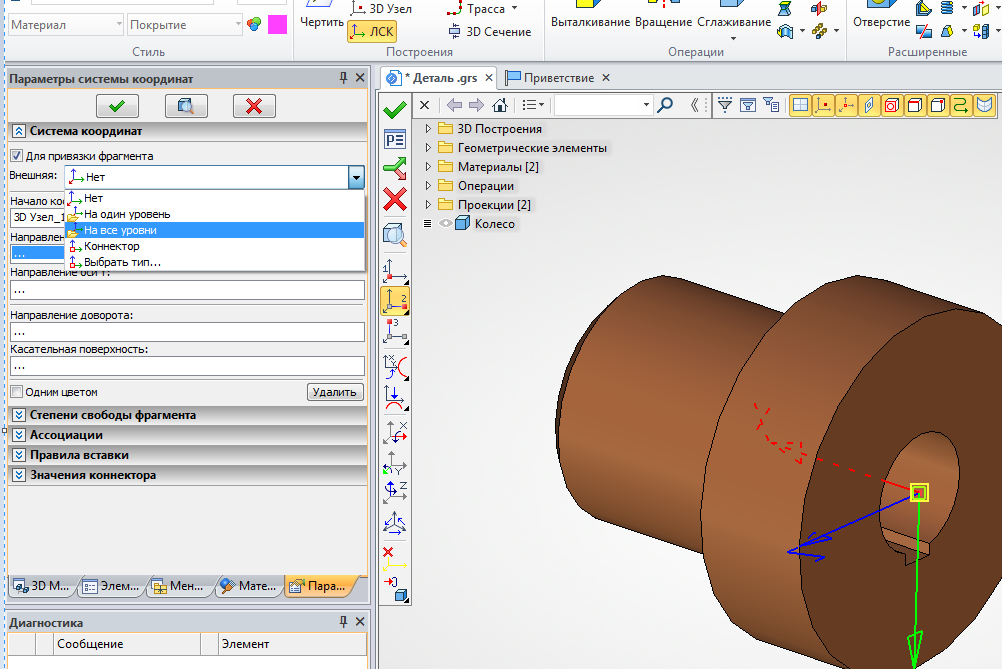 Материал
Покрытие
Стиль
Чертить
3D Узел
ЛСК
Трасса
3D Сечение
Построения
Выталкивание
Вращение
Сглаживание
Операции
Отверстие
Расширенные
Параметры системы координат
Система координат
Для привязки фрагмента
Внешняя:
Нет
Нет
На один уровень
На все уровни
Коннектор
Выбрать тип...
Начало ко
3D Узел_1
Направлен
...
Направление оси Y:
...
Направление доворота:
...
Касательная поверхность:
...
Одним цветом
Удалить
Степени свободы фрагмента
Ассоциации
Правила вставки
Значения коннектора
3D М...
Элем...
Мен...
Мате...
Пара...
Диагностика
Сообщение
Элемент
* Деталь .grs
Приветствие
3D Построения
Геометрические элементы
Материалы [2]
Операции
Проекции [2]
Колесо
1
2
3
X
Y
Z